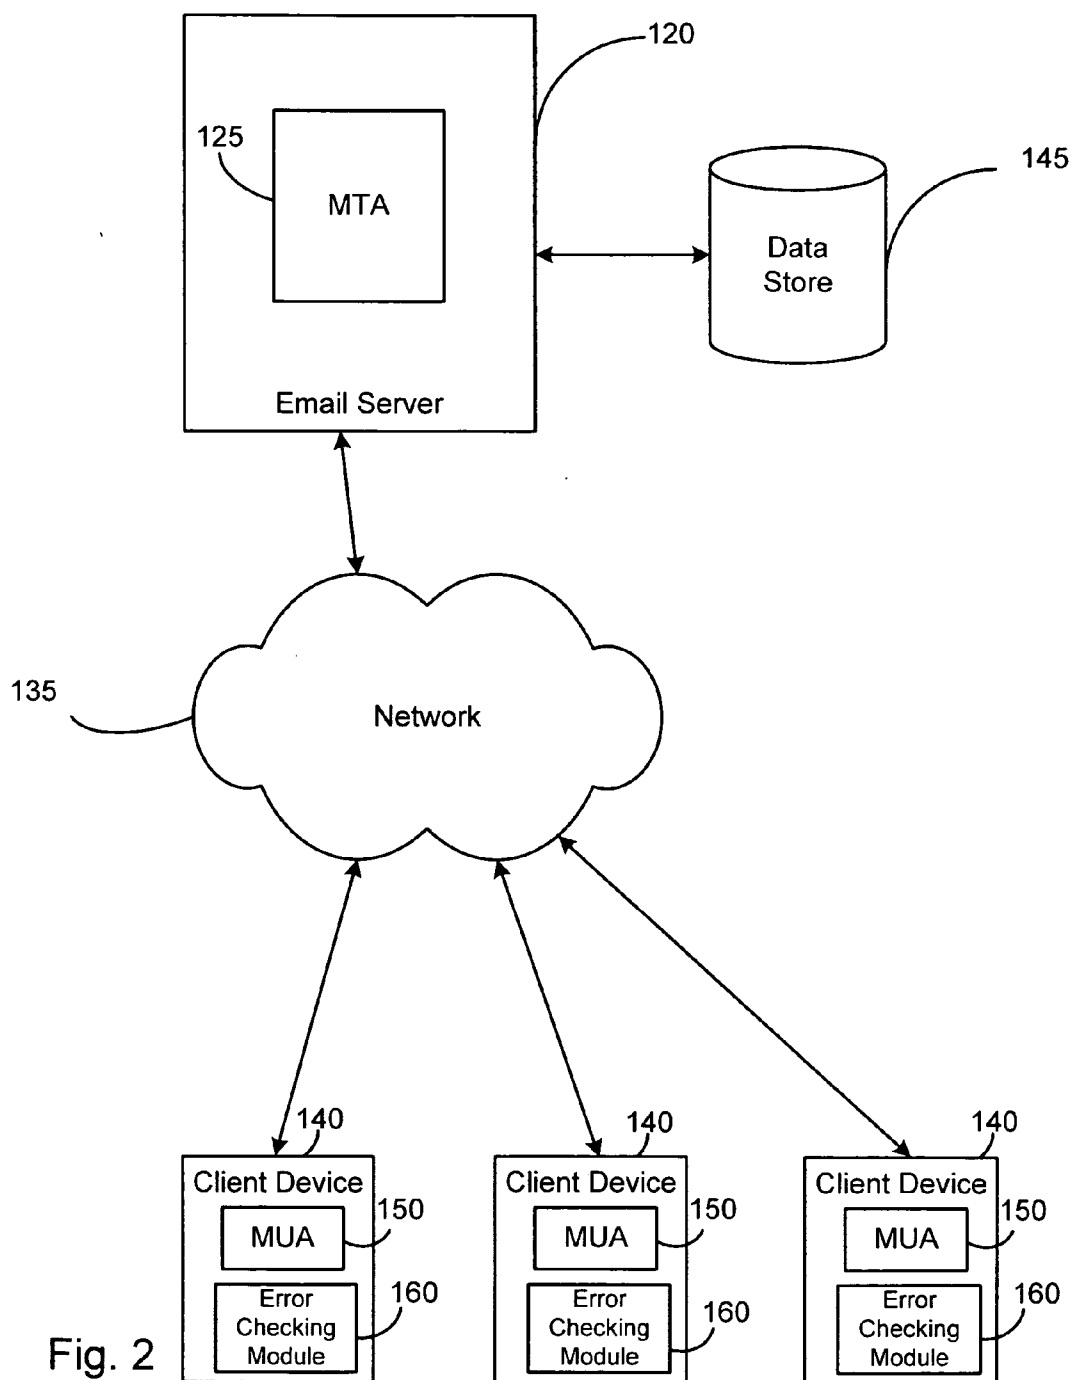 120
125
MTA
145
Data
Store
Email Server
135
Network
140
140
140
Client Device
Client Device
Client Device
150
150
150
MUA
MUA
MUA
160
160
160
Error
Checking
Module
Error
Checking
Module
Error
Checking
Module
Fig. 2